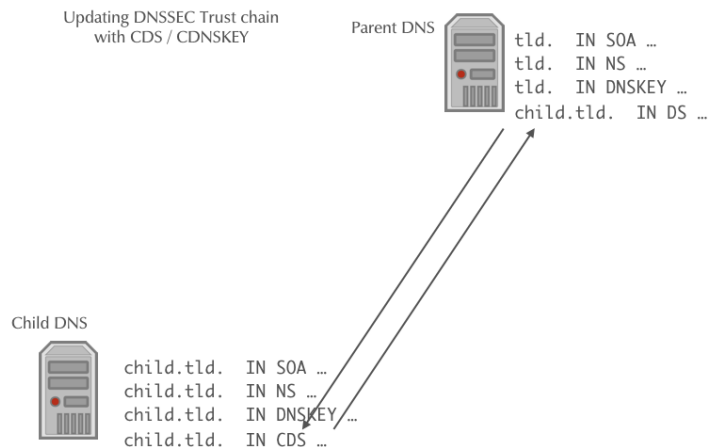 Updating DNSSEC Trust chain
with CDS / CDNSKEY
Parent DNS
tld.  IN SOA …
tld.  IN NS …
tld.  IN DNSKEY …
child.tld.  IN DS …
Child DNS
child.tld.  IN SOA …
child.tld.  IN NS …
child.tld.  IN DNSKEY …
child.tld.  IN CDS …